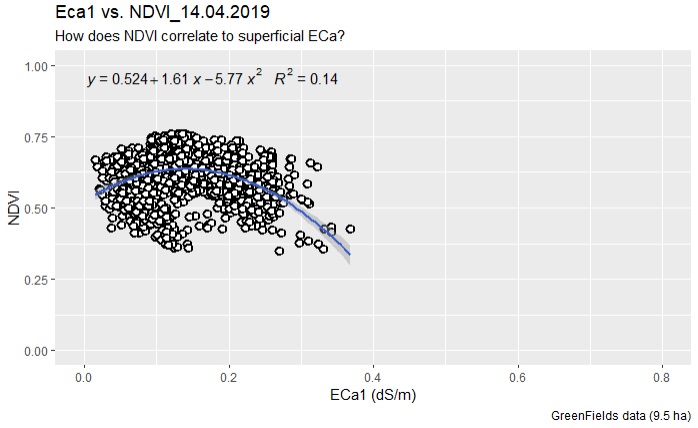 Eca1 vs. NDVI_14.04.2019
How does NDVI correlate to superficial ECa?
y = 0.524 + 1.61 x − 5.77 x² R² = 0.14
1.00
0.75
0.50
0.25
0.00
NDVI
0.0 0.2 0.4 0.6 0.8
ECa1 (dS/m)
GreenFields data (9.5 ha)